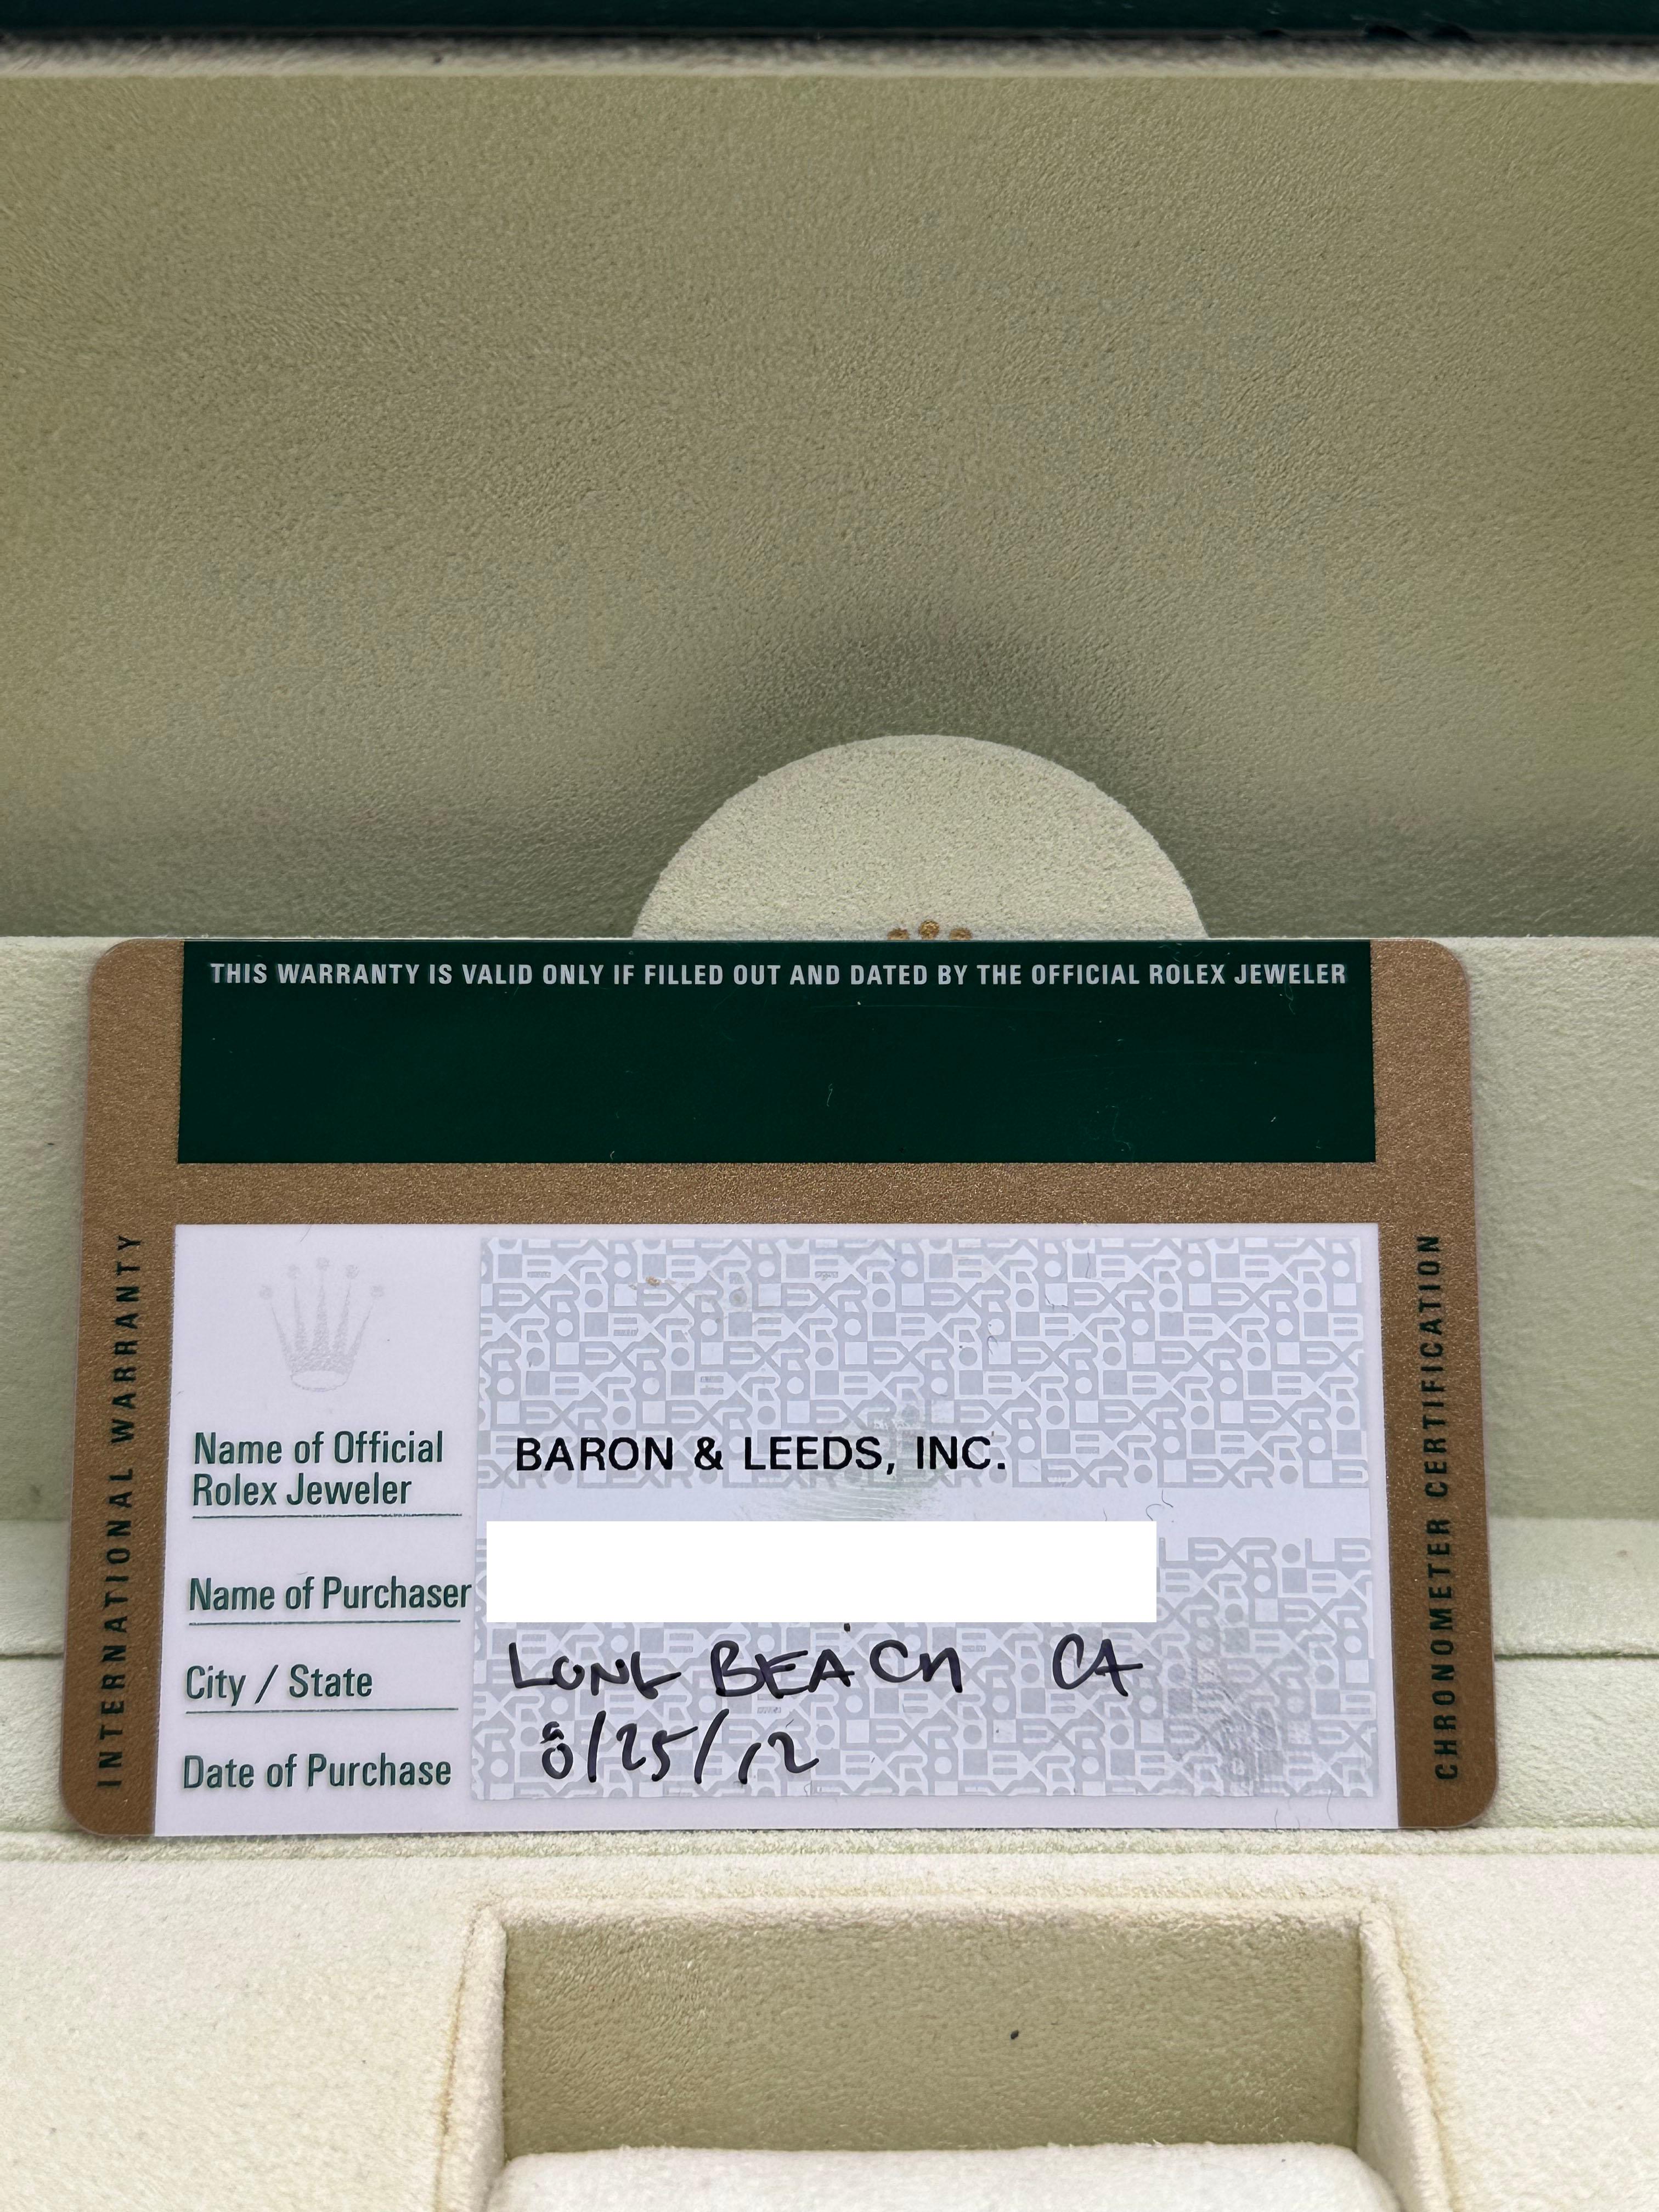 THIS WARRANTY IS VALID ONLY IF FILLED OUT AND DATED BY THE OFFICIAL ROLEX JEWELER
INTERNATIONAL WARRANTY
Name of Official
Rolex Jeweler
BARON & LEEDS, INC.
Name of Purchaser
City / State
LONG BEACH CA
Date of Purchase
8/25/12
CHRONOMETER CERTIFICATION